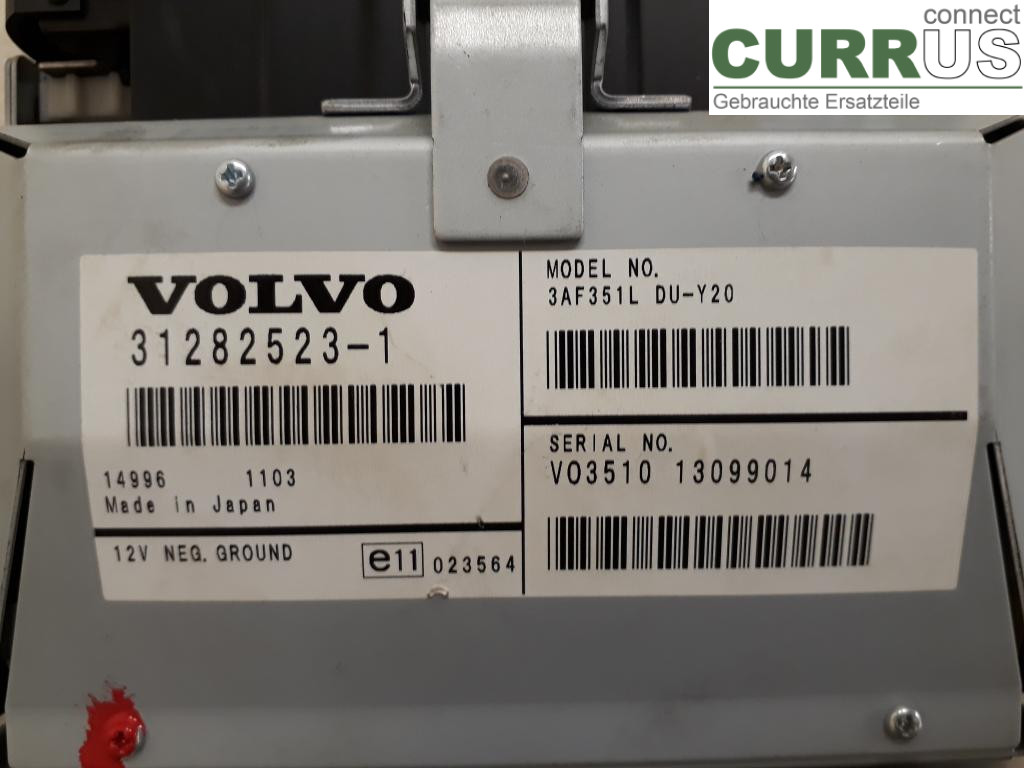 connect
CURRUS
Gebrauchte Ersatzteile
VOLVO
31282523-1
14996 1103
Made in Japan
12V NEG. GROUND
e11 023564
MODEL NO.
3AF351L DU-Y20
SERIAL NO.
VO3510 13099014